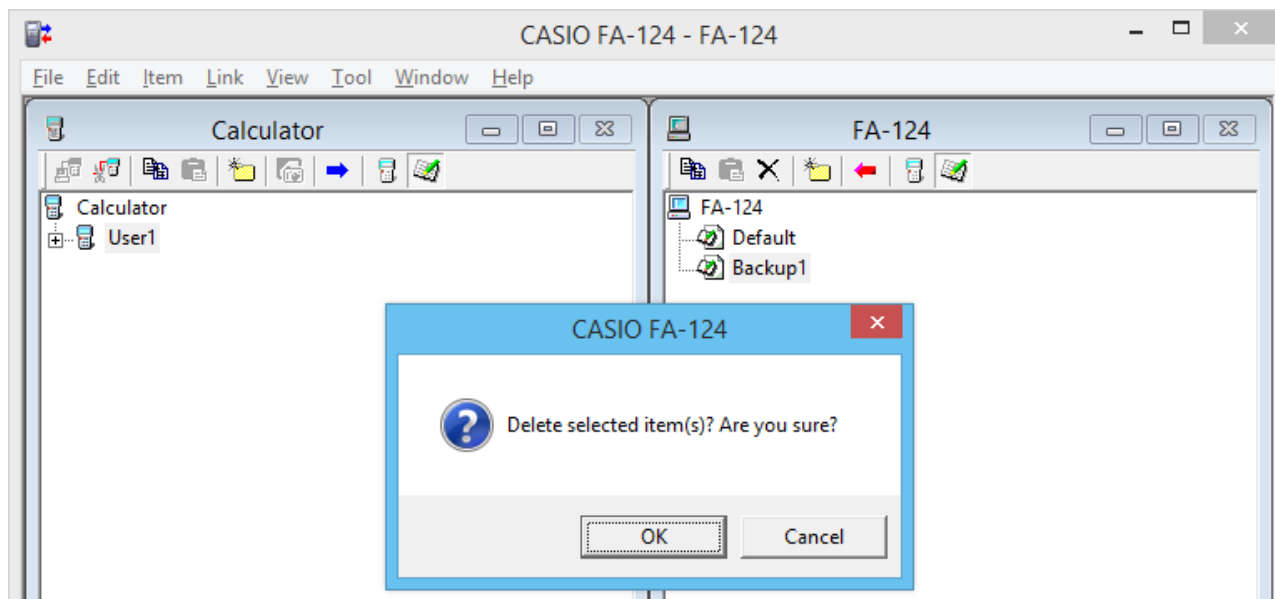 CASIO FA-124 - FA-124
File Edit Item Link View Tool Window Help
Calculator
Calculator
User1
FA-124
FA-124
Default
Backup1
CASIO FA-124
Delete selected item(s)? Are you sure?
OK Cancel